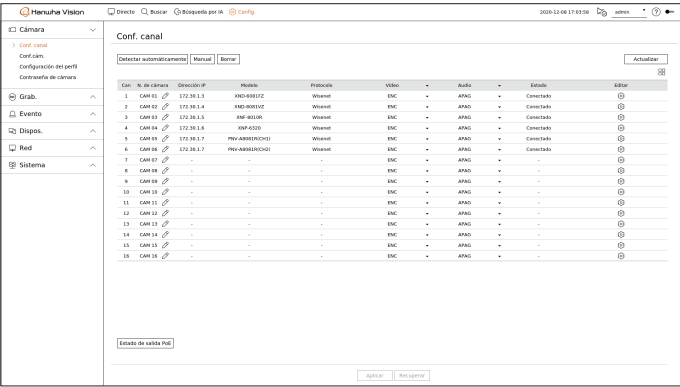 Hanwha Vision
Directo Buscar Búsqueda por IA Config. 2020-12-08 17:03:58 admin
Cámara
Conf. canal
Conf.cám.
Configuración del perfil
Contraseña de cámara
Grab.
Evento
Dispos.
Red
Sistema
Conf. canal
Detectar automáticamente Manual Borrar Actualizar
Can N. de cámara Dirección IP Modelo Protocolo Vídeo Audio Estado Editar
1 CAM 01 172.30.1.3 XND-6081FZ Wisenet ENC APAG Conectado
2 CAM 02 172.30.1.4 XND-8081VZ Wisenet ENC APAG Conectado
3 CAM 03 172.30.1.5 XNF-8010R Wisenet ENC APAG Conectado
4 CAM 04 172.30.1.6 XNP-6320 Wisenet ENC APAG Conectado
5 CAM 05 172.30.1.7 PNV-A8081R(CH1) Wisenet ENC APAG Conectado
6 CAM 06 172.30.1.7 PNV-A8081R(CH2) Wisenet ENC APAG Conectado
7 CAM 07 - - - ENC APAG -
8 CAM 08 - - - ENC APAG -
9 CAM 09 - - - ENC APAG -
10 CAM 10 - - - ENC APAG -
11 CAM 11 - - - ENC APAG -
12 CAM 12 - - - ENC APAG -
13 CAM 13 - - - ENC APAG -
14 CAM 14 - - - ENC APAG -
15 CAM 15 - - - ENC APAG -
16 CAM 16 - - - ENC APAG -
Estado de salida PoE
Aplicar Recuperar